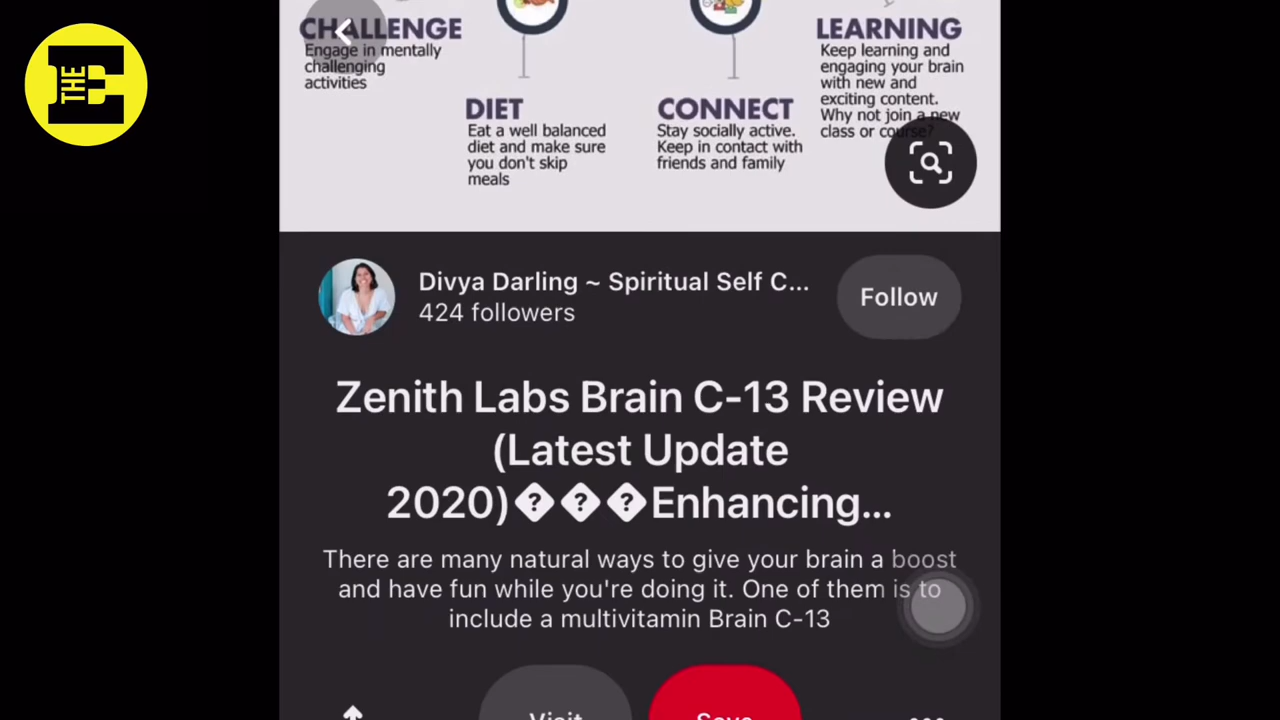 THE E
CHALLENGE
Engage in mentally
challenging
activities
DIET
Eat a well balanced
diet and make sure
you don't skip
meals
CONNECT
Stay socially active.
Keep in contact with
friends and family
LEARNING
Keep learning and
engaging your brain
with new and
exciting content.
Why not join a new
class or course?
Divya Darling ~ Spiritual Self C...
424 followers
Follow
Zenith Labs Brain C-13 Review
(Latest Update
2020)���Enhancing...
There are many natural ways to give your brain a boost
and have fun while you're doing it. One of them is to
include a multivitamin Brain C-13
Visit
Save